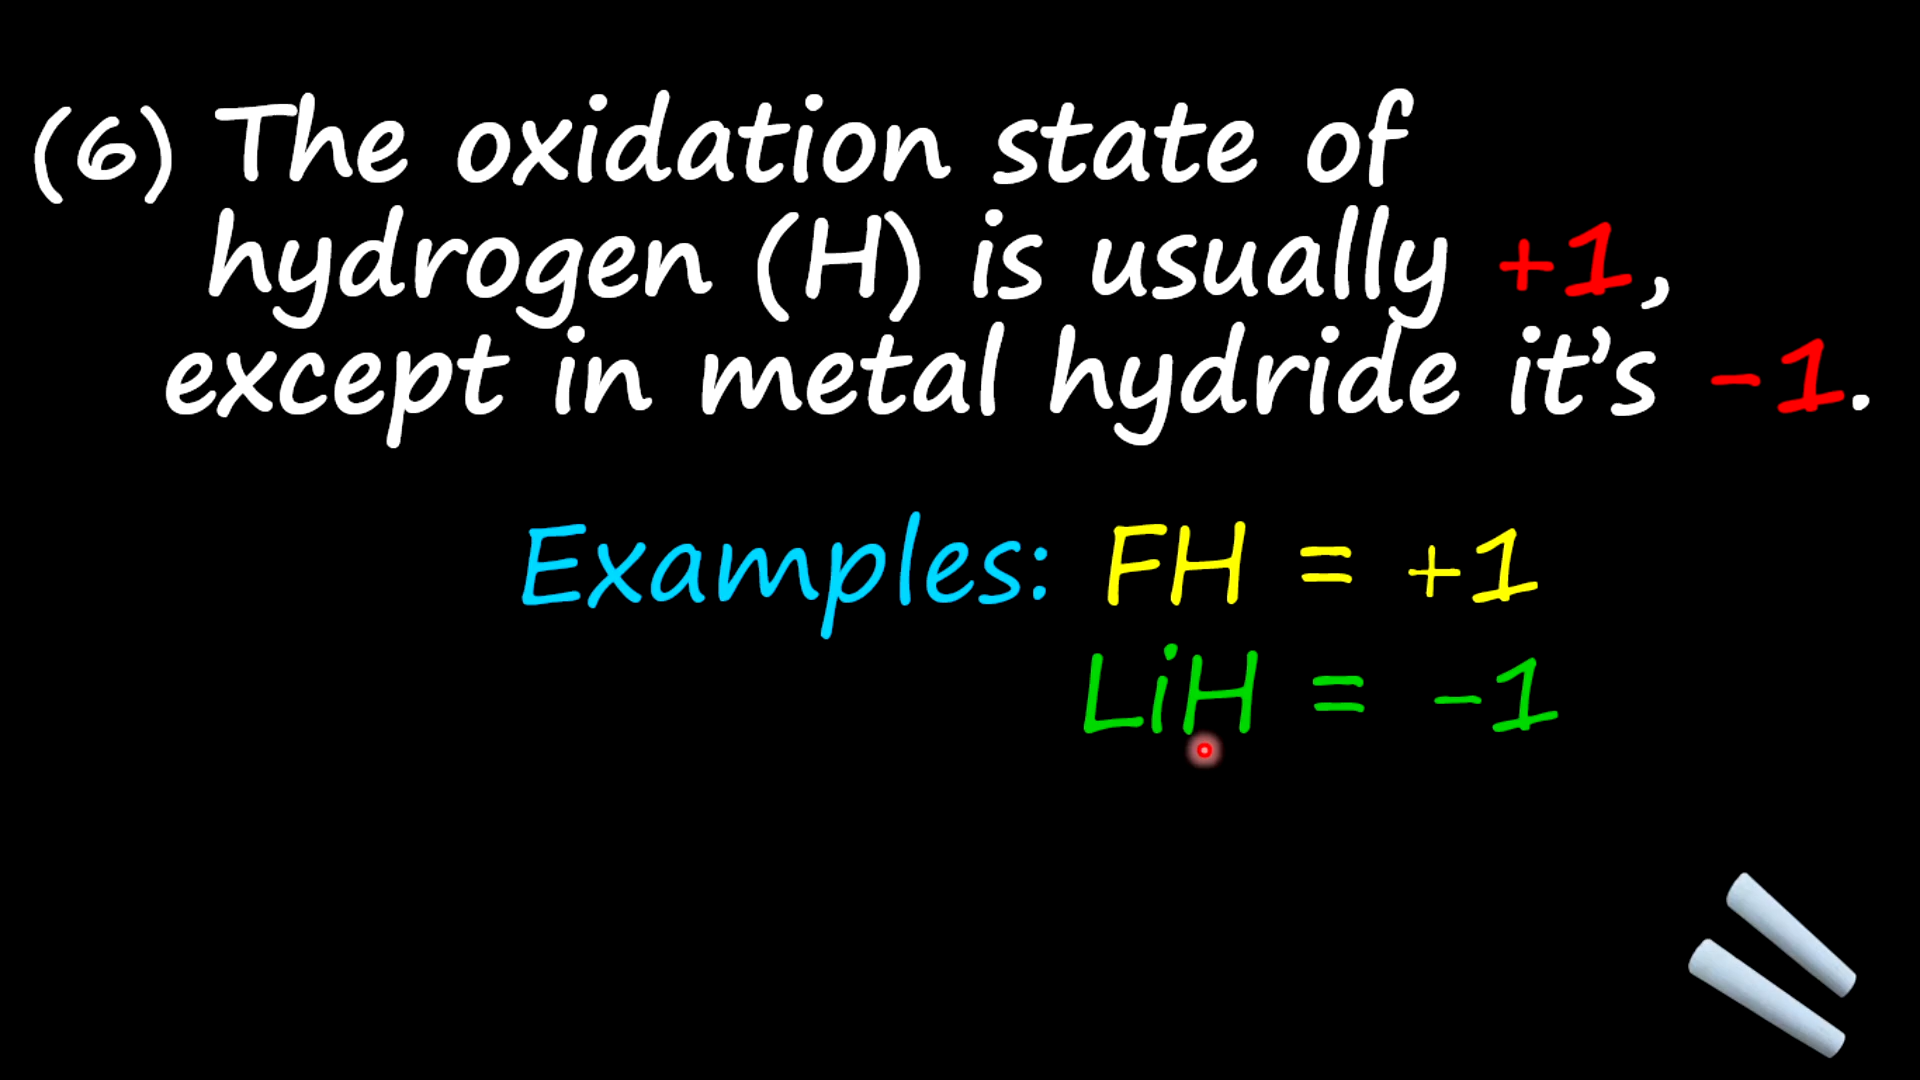 (6) The oxidation state of
hydrogen (H) is usually +1,
except in metal hydride it's -1.
Examples: FH = +1
LiH = -1